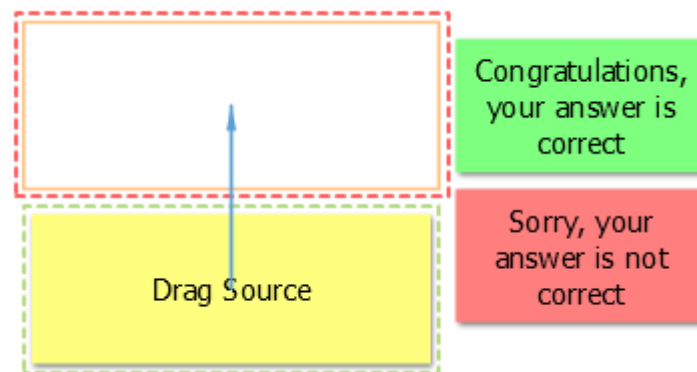 Congratulations,
your answer is
correct
Sorry, your
answer is not
correct
Drag Source